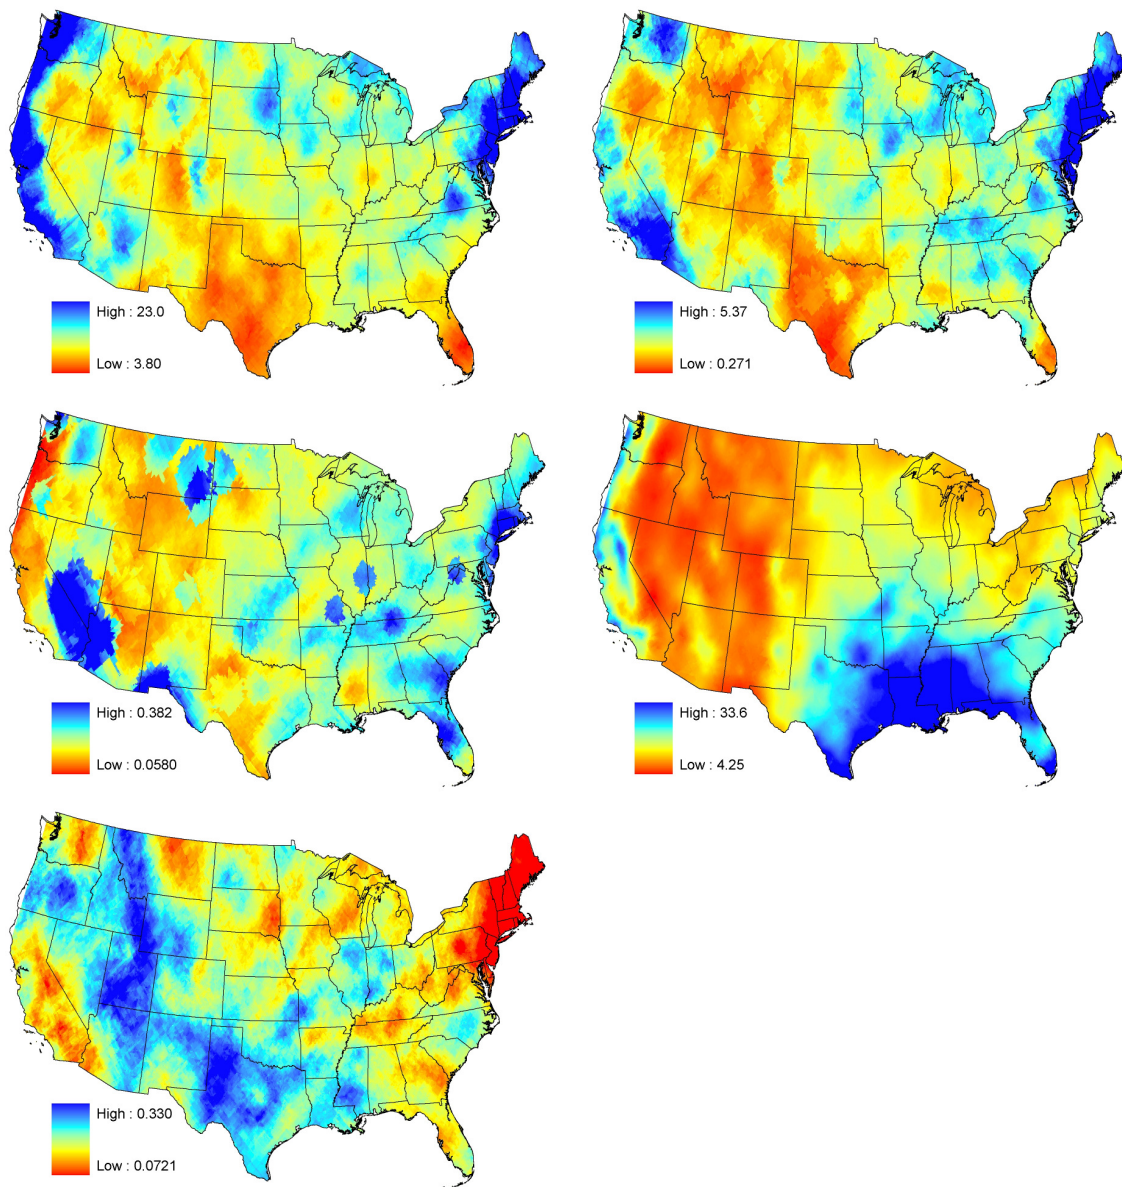 High : 23.0
Low : 3.80
High : 5.37
Low : 0.271
High : 0.382
Low : 0.0580
High : 33.6
Low : 4.25
High : 0.330
Low : 0.0721